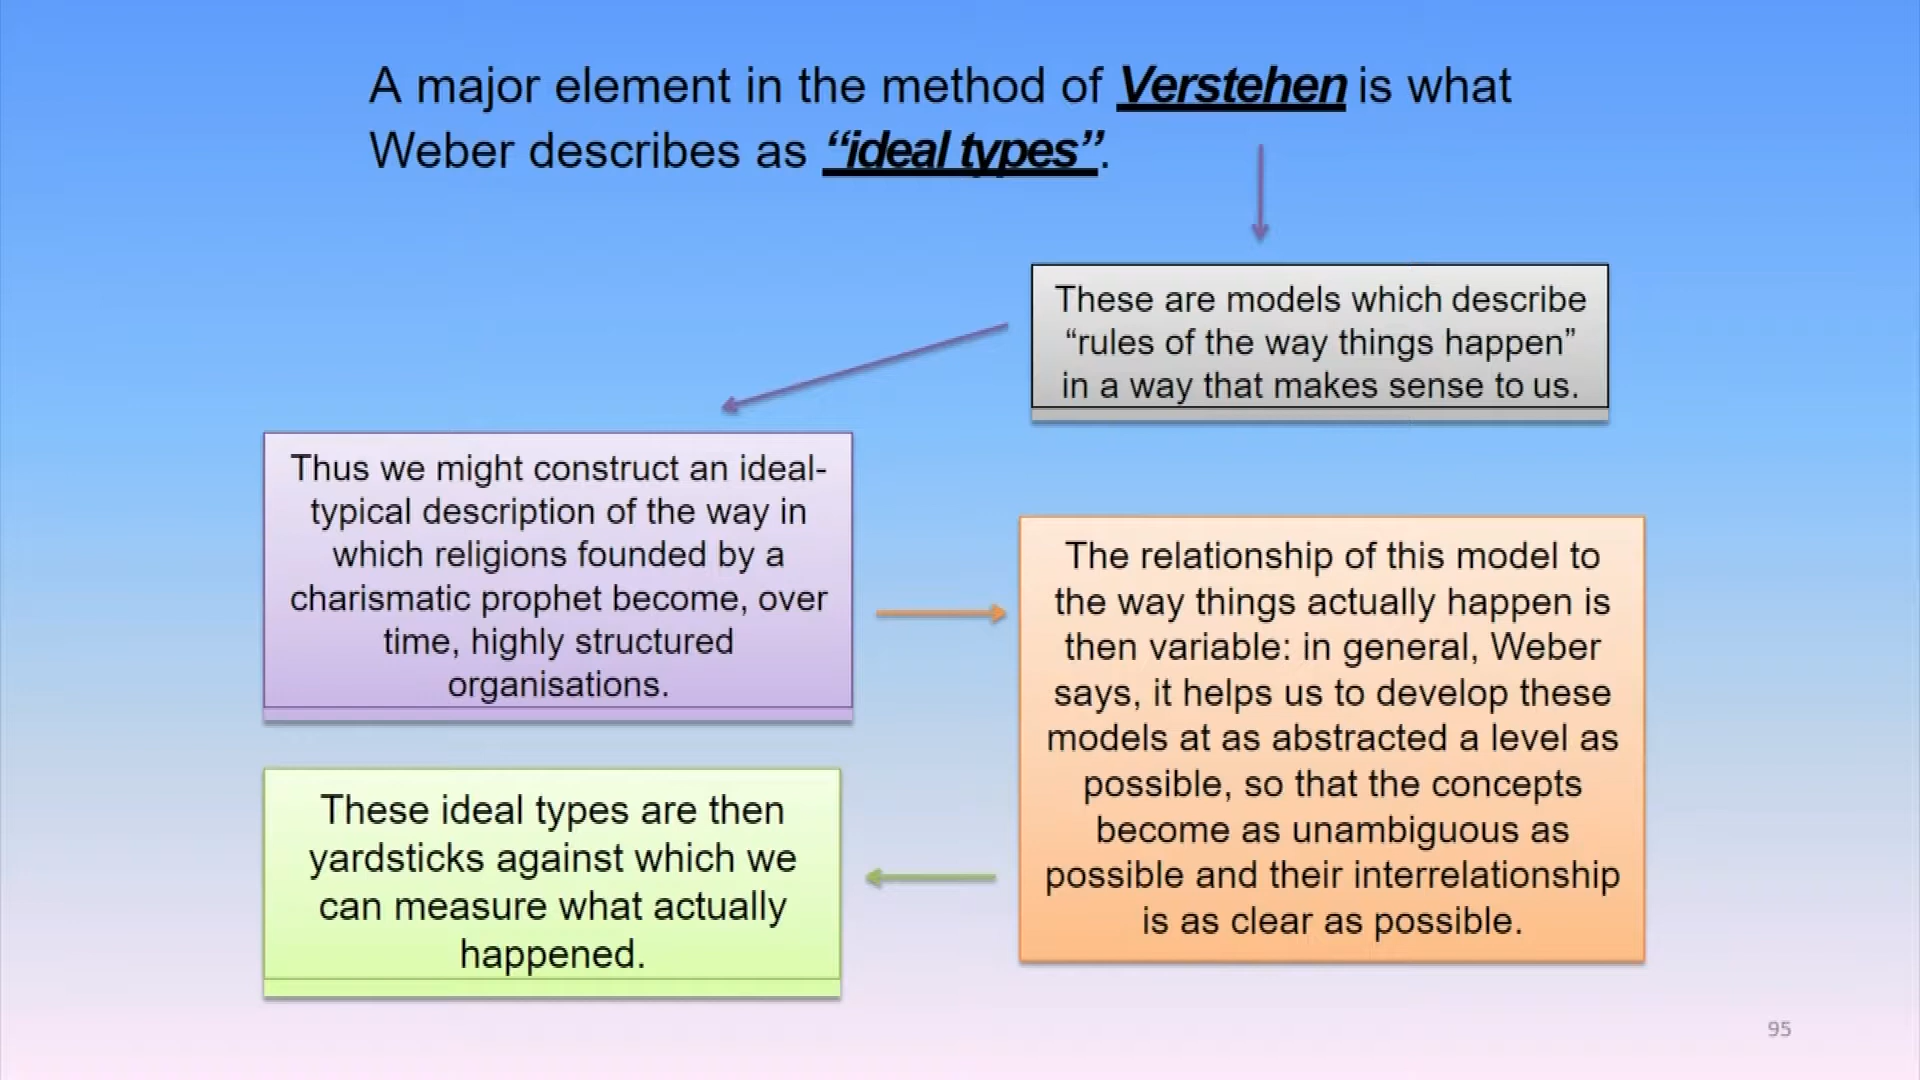 A major element in the method of Verstehen is what
Weber describes as “ideal types”.
These are models which describe
“rules of the way things happen”
in a way that makes sense to us.
Thus we might construct an ideal-
typical description of the way in
which religions founded by a
charismatic prophet become, over
time, highly structured
organisations.
The relationship of this model to
the way things actually happen is
then variable: in general, Weber
says, it helps us to develop these
models at as abstracted a level as
possible, so that the concepts
become as unambiguous as
possible and their interrelationship
is as clear as possible.
These ideal types are then
yardsticks against which we
can measure what actually
happened.
95